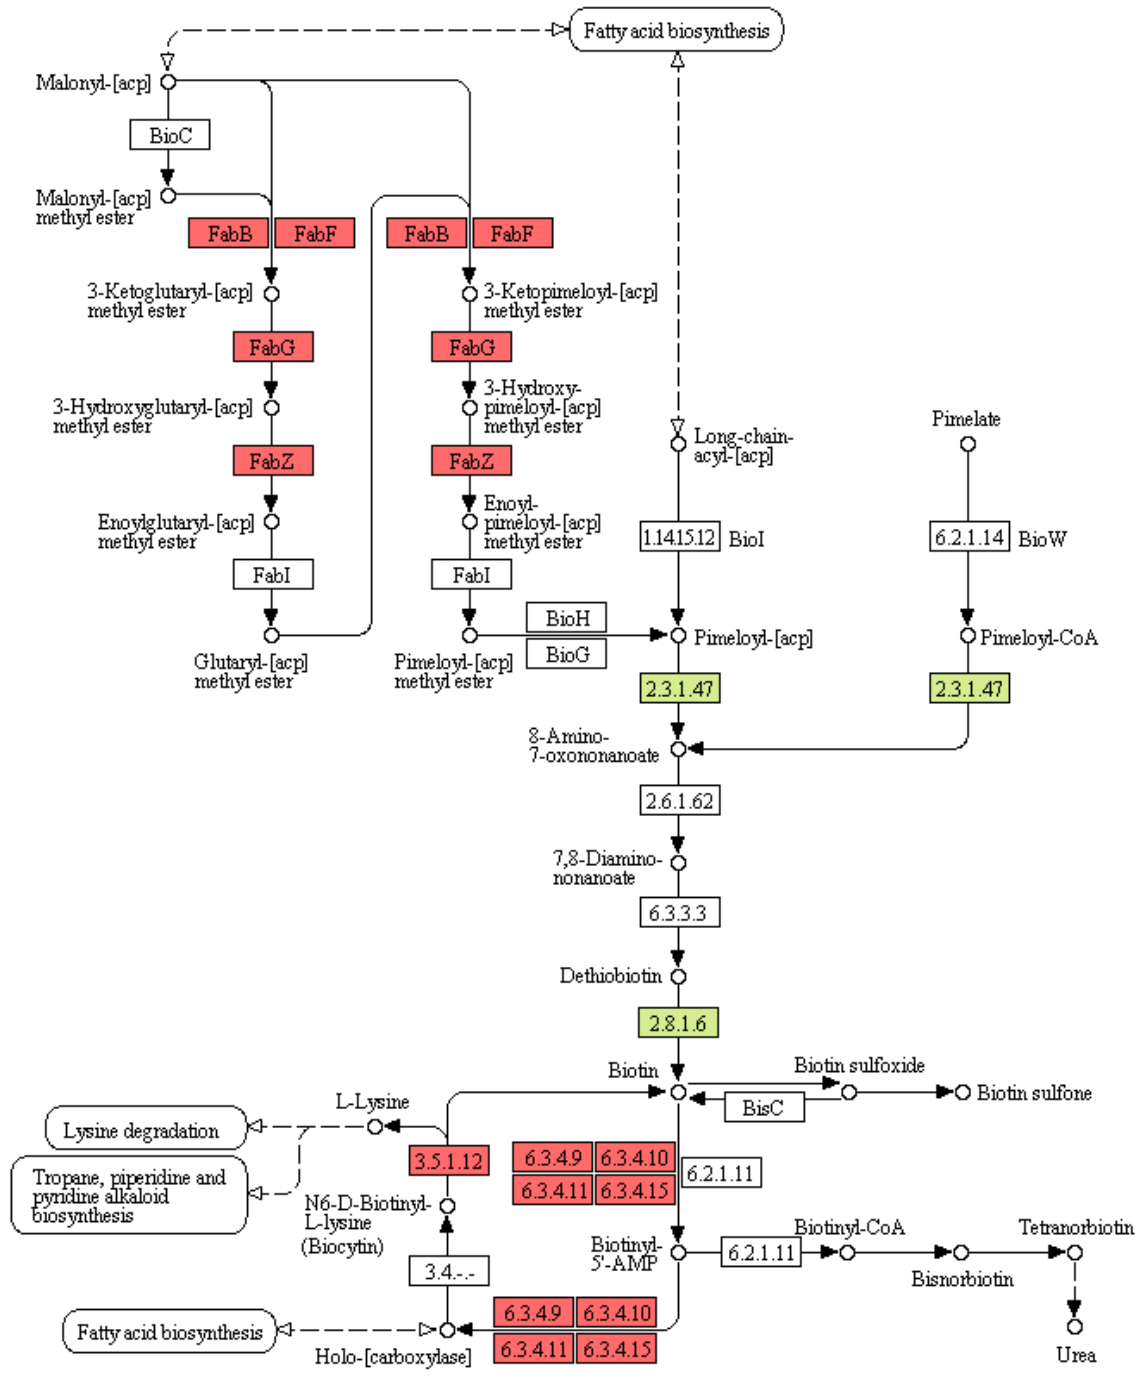 Fatty acid biosynthesis
Malonyl-[acp]
BioC
Malonyl-[acp]
methyl ester
FabB
FabF
FabB
FabF
3-Ketoglutaryl-[acp]
methyl ester
3-Ketopimeloyl-[acp]
methyl ester
FabG
FabG
3-Hydroxyglutaryl-[acp]
methyl ester
3-Hydroxy-
pimeloyl-[acp]
methyl ester
Long-chain-
acyl-[acp]
Pimelate
FabZ
FabZ
Enoylglutaryl-[acp]
methyl ester
Enoyl-
pimeloyl-[acp]
methyl ester
1.14.15.12
BioI
6.2.1.14
BioW
FabI
FabI
BioH
BioG
Glutaryl-[acp]
methyl ester
Pimeloyl-[acp]
methyl ester
Pimeloyl-[acp]
Pimeloyl-CoA
2.3.1.47
2.3.1.47
8-Amino-
7-oxononanoate
2.6.1.62
7,8-Diamino-
nonanoate
6.3.3.3
Dethiobiotin
2.8.1.6
Biotin
Biotin sulfoxide
Biotin sulfone
BisC
L-Lysine
Lysine degradation
Tropane, piperidine and
pyridine alkaloid
biosynthesis
3.5.1.12
6.3.4.9
6.3.4.10
6.3.4.11
6.3.4.15
6.2.1.11
N6-D-Biotinyl-
L-lysine
(Biocytin)
3.4.-.-
Biotinyl-
5'-AMP
6.2.1.11
Biotinyl-CoA
Bisnorbiotin
Tetranorbiotin
Urea
Fatty acid biosynthesis
Holo-[carboxylase]
6.3.4.9
6.3.4.10
6.3.4.11
6.3.4.15